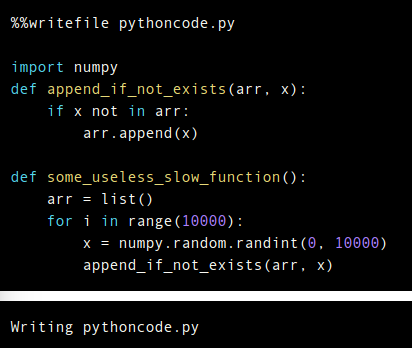 %%writefile pythoncode.py

import numpy
def append_if_not_exists(arr, x):
    if x not in arr:
        arr.append(x)

def some_useless_slow_function():
    arr = list()
    for i in range(10000):
        x = numpy.random.randint(0, 10000)
        append_if_not_exists(arr, x)

Writing pythoncode.py